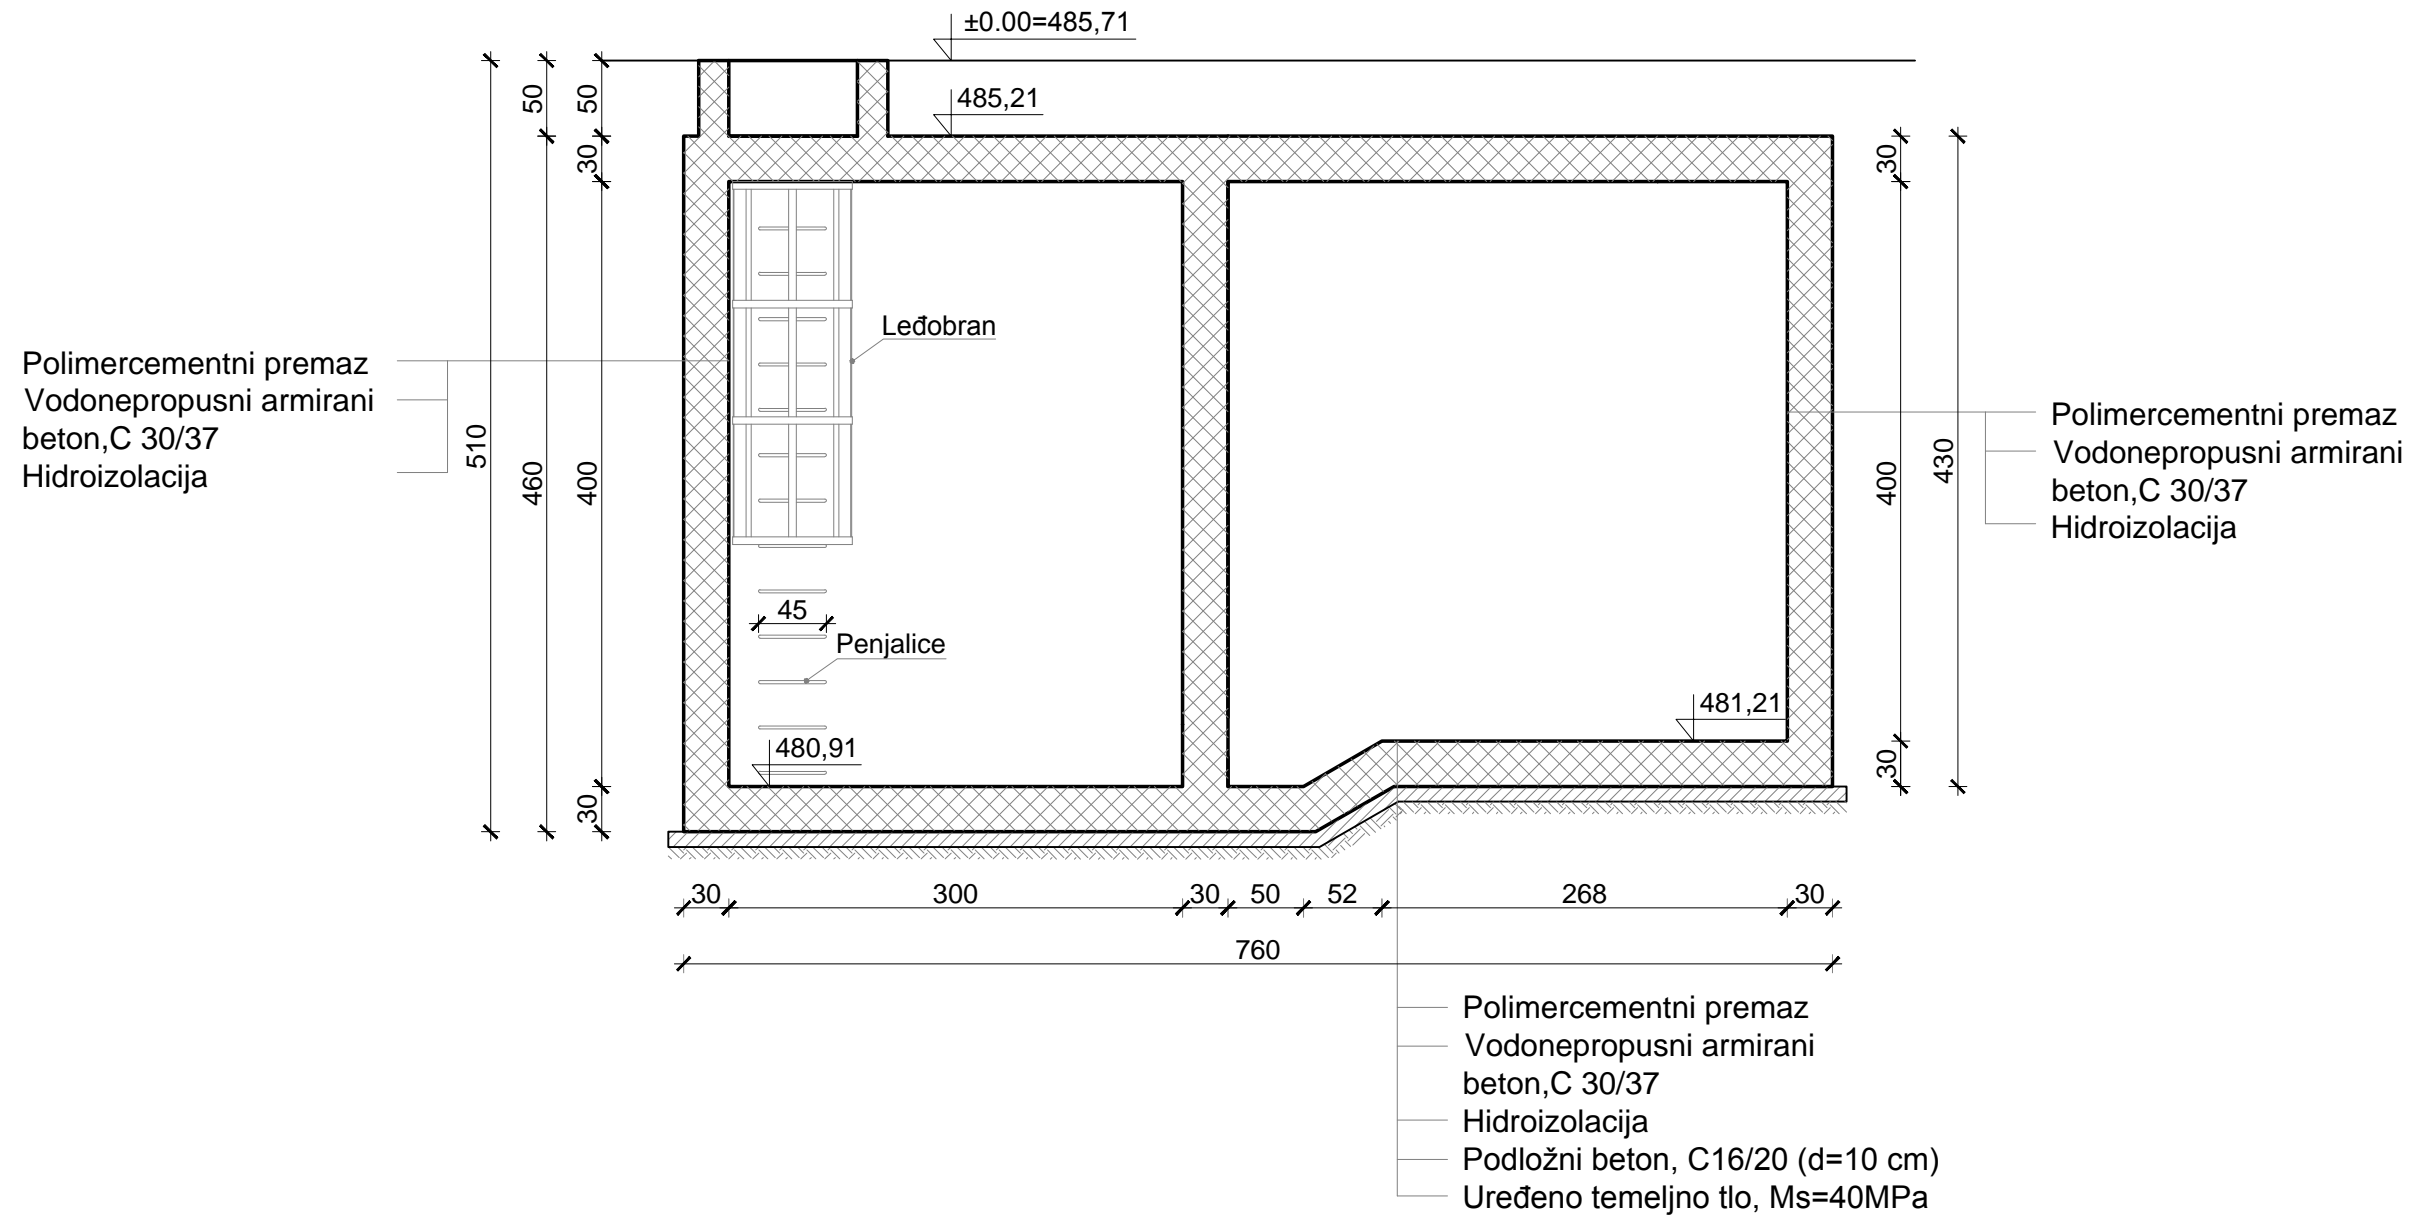 ±0.00=485,71
485,21
50
50
30
30
Leđobran
Polimercementni premaz
Vodonepropusni armirani
beton,C 30/37
Hidroizolacija
510
460
400
Polimercementni premaz
Vodonepropusni armirani
beton,C 30/37
Hidroizolacija
400
430
45
Penjalice
481,21
480,91
30
30
30
300
30
50
52
268
30
760
Polimercementni premaz
Vodonepropusni armirani
beton,C 30/37
Hidroizolacija
Podložni beton, C16/20 (d=10 cm)
Uređeno temeljno tlo, Ms=40MPa